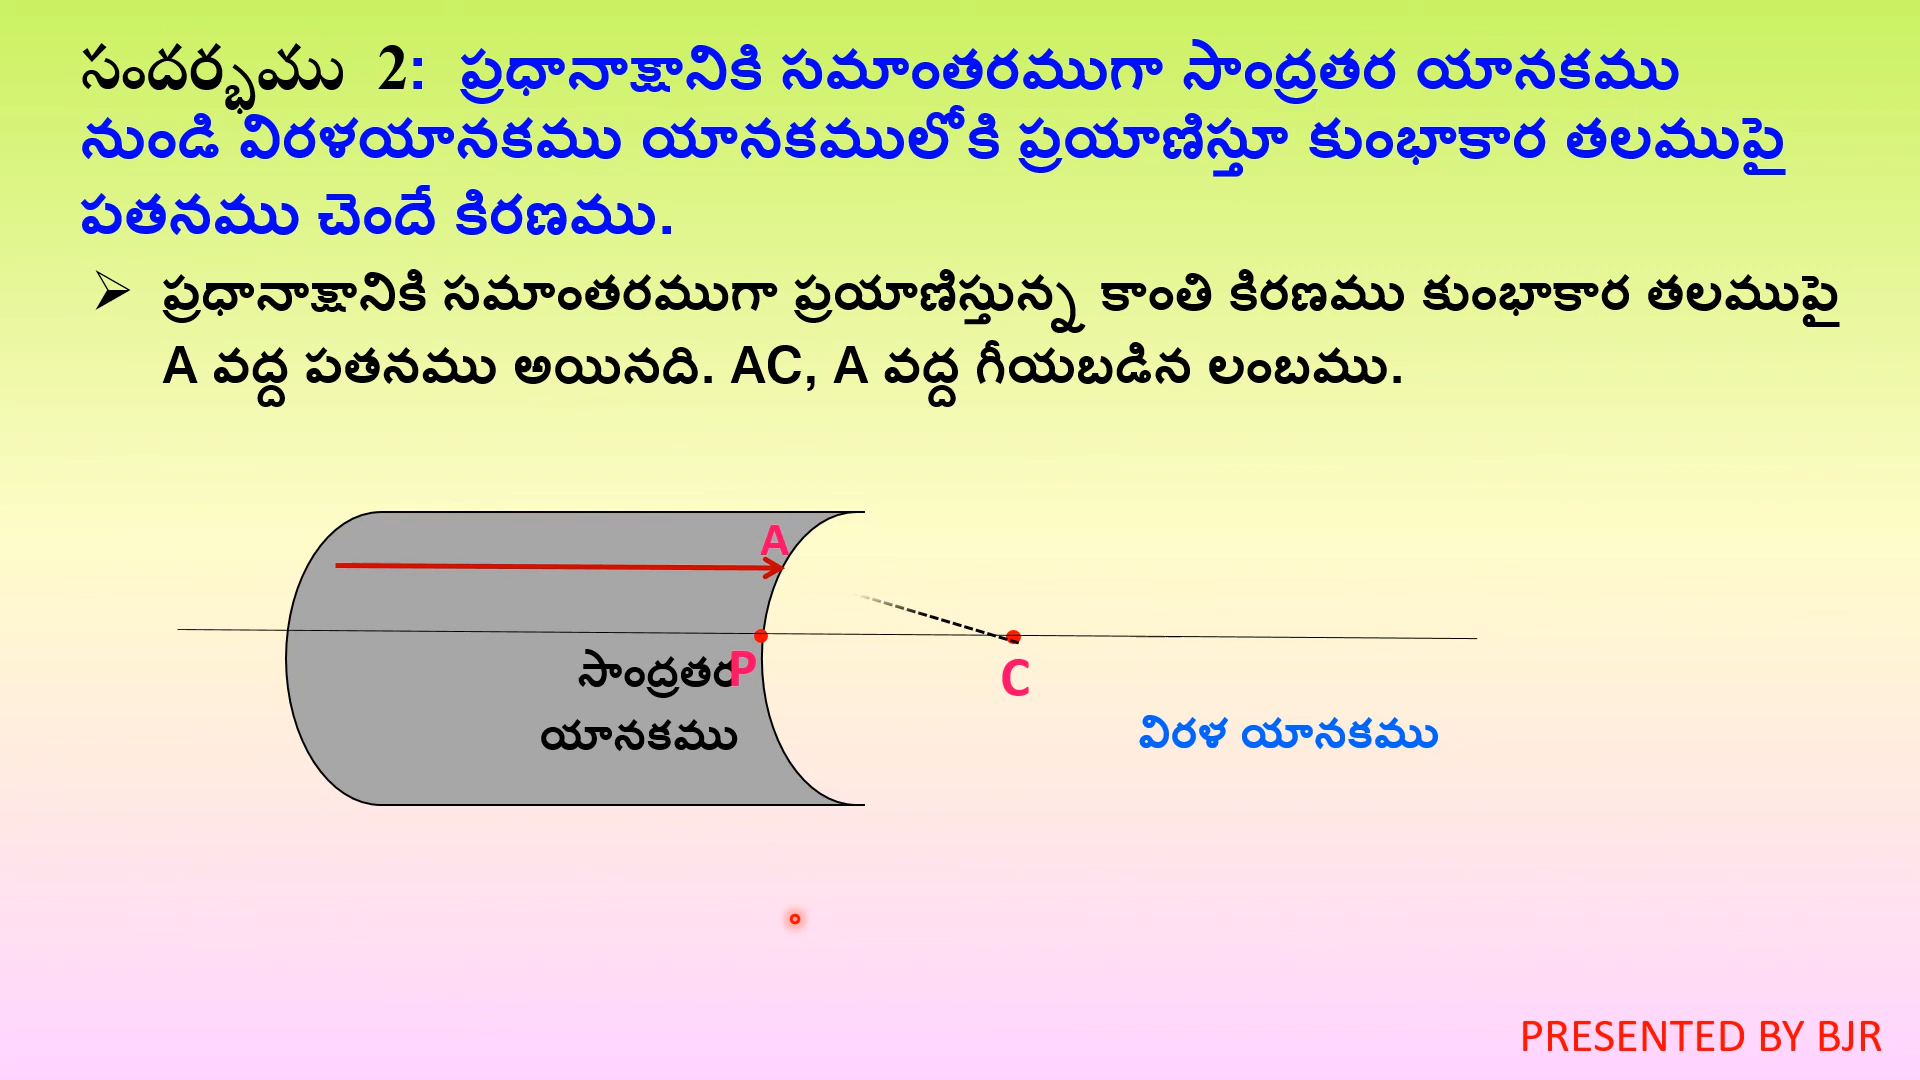 సందర్భము 2: ప్రధానాక్షానికి సమాంతరముగా సాంద్రతర యానకము
నుండి విరళయానకము యానకములోకి ప్రయాణిస్తూ కుంభాకార తలముపై
పతనము చెందే కిరణము.
➢ ప్రధానాక్షానికి సమాంతరముగా ప్రయాణిస్తున్న కాంతి కిరణము కుంభాకార తలముపై
A వద్ద పతనము అయినది. AC, A వద్ద గీయబడిన లంబము.
A
సాంద్రతర
P
C
యానకము
విరళ యానకము
PRESENTED BY BJR